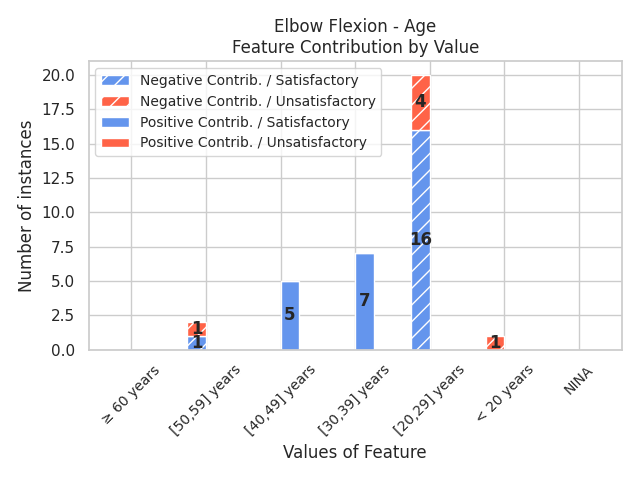 Elbow Flexion - Age
Feature Contribution by Value
Number of instances
20.0
17.5
15.0
12.5
10.0
7.5
5.0
2.5
0.0
Negative Contrib. / Satisfactory
Negative Contrib. / Unsatisfactory
Positive Contrib. / Satisfactory
Positive Contrib. / Unsatisfactory
1
1
5
7
4
16
1
≥ 60 years
[50,59] years
[40,49] years
[30,39] years
[20,29] years
< 20 years
NINA
Values of Feature